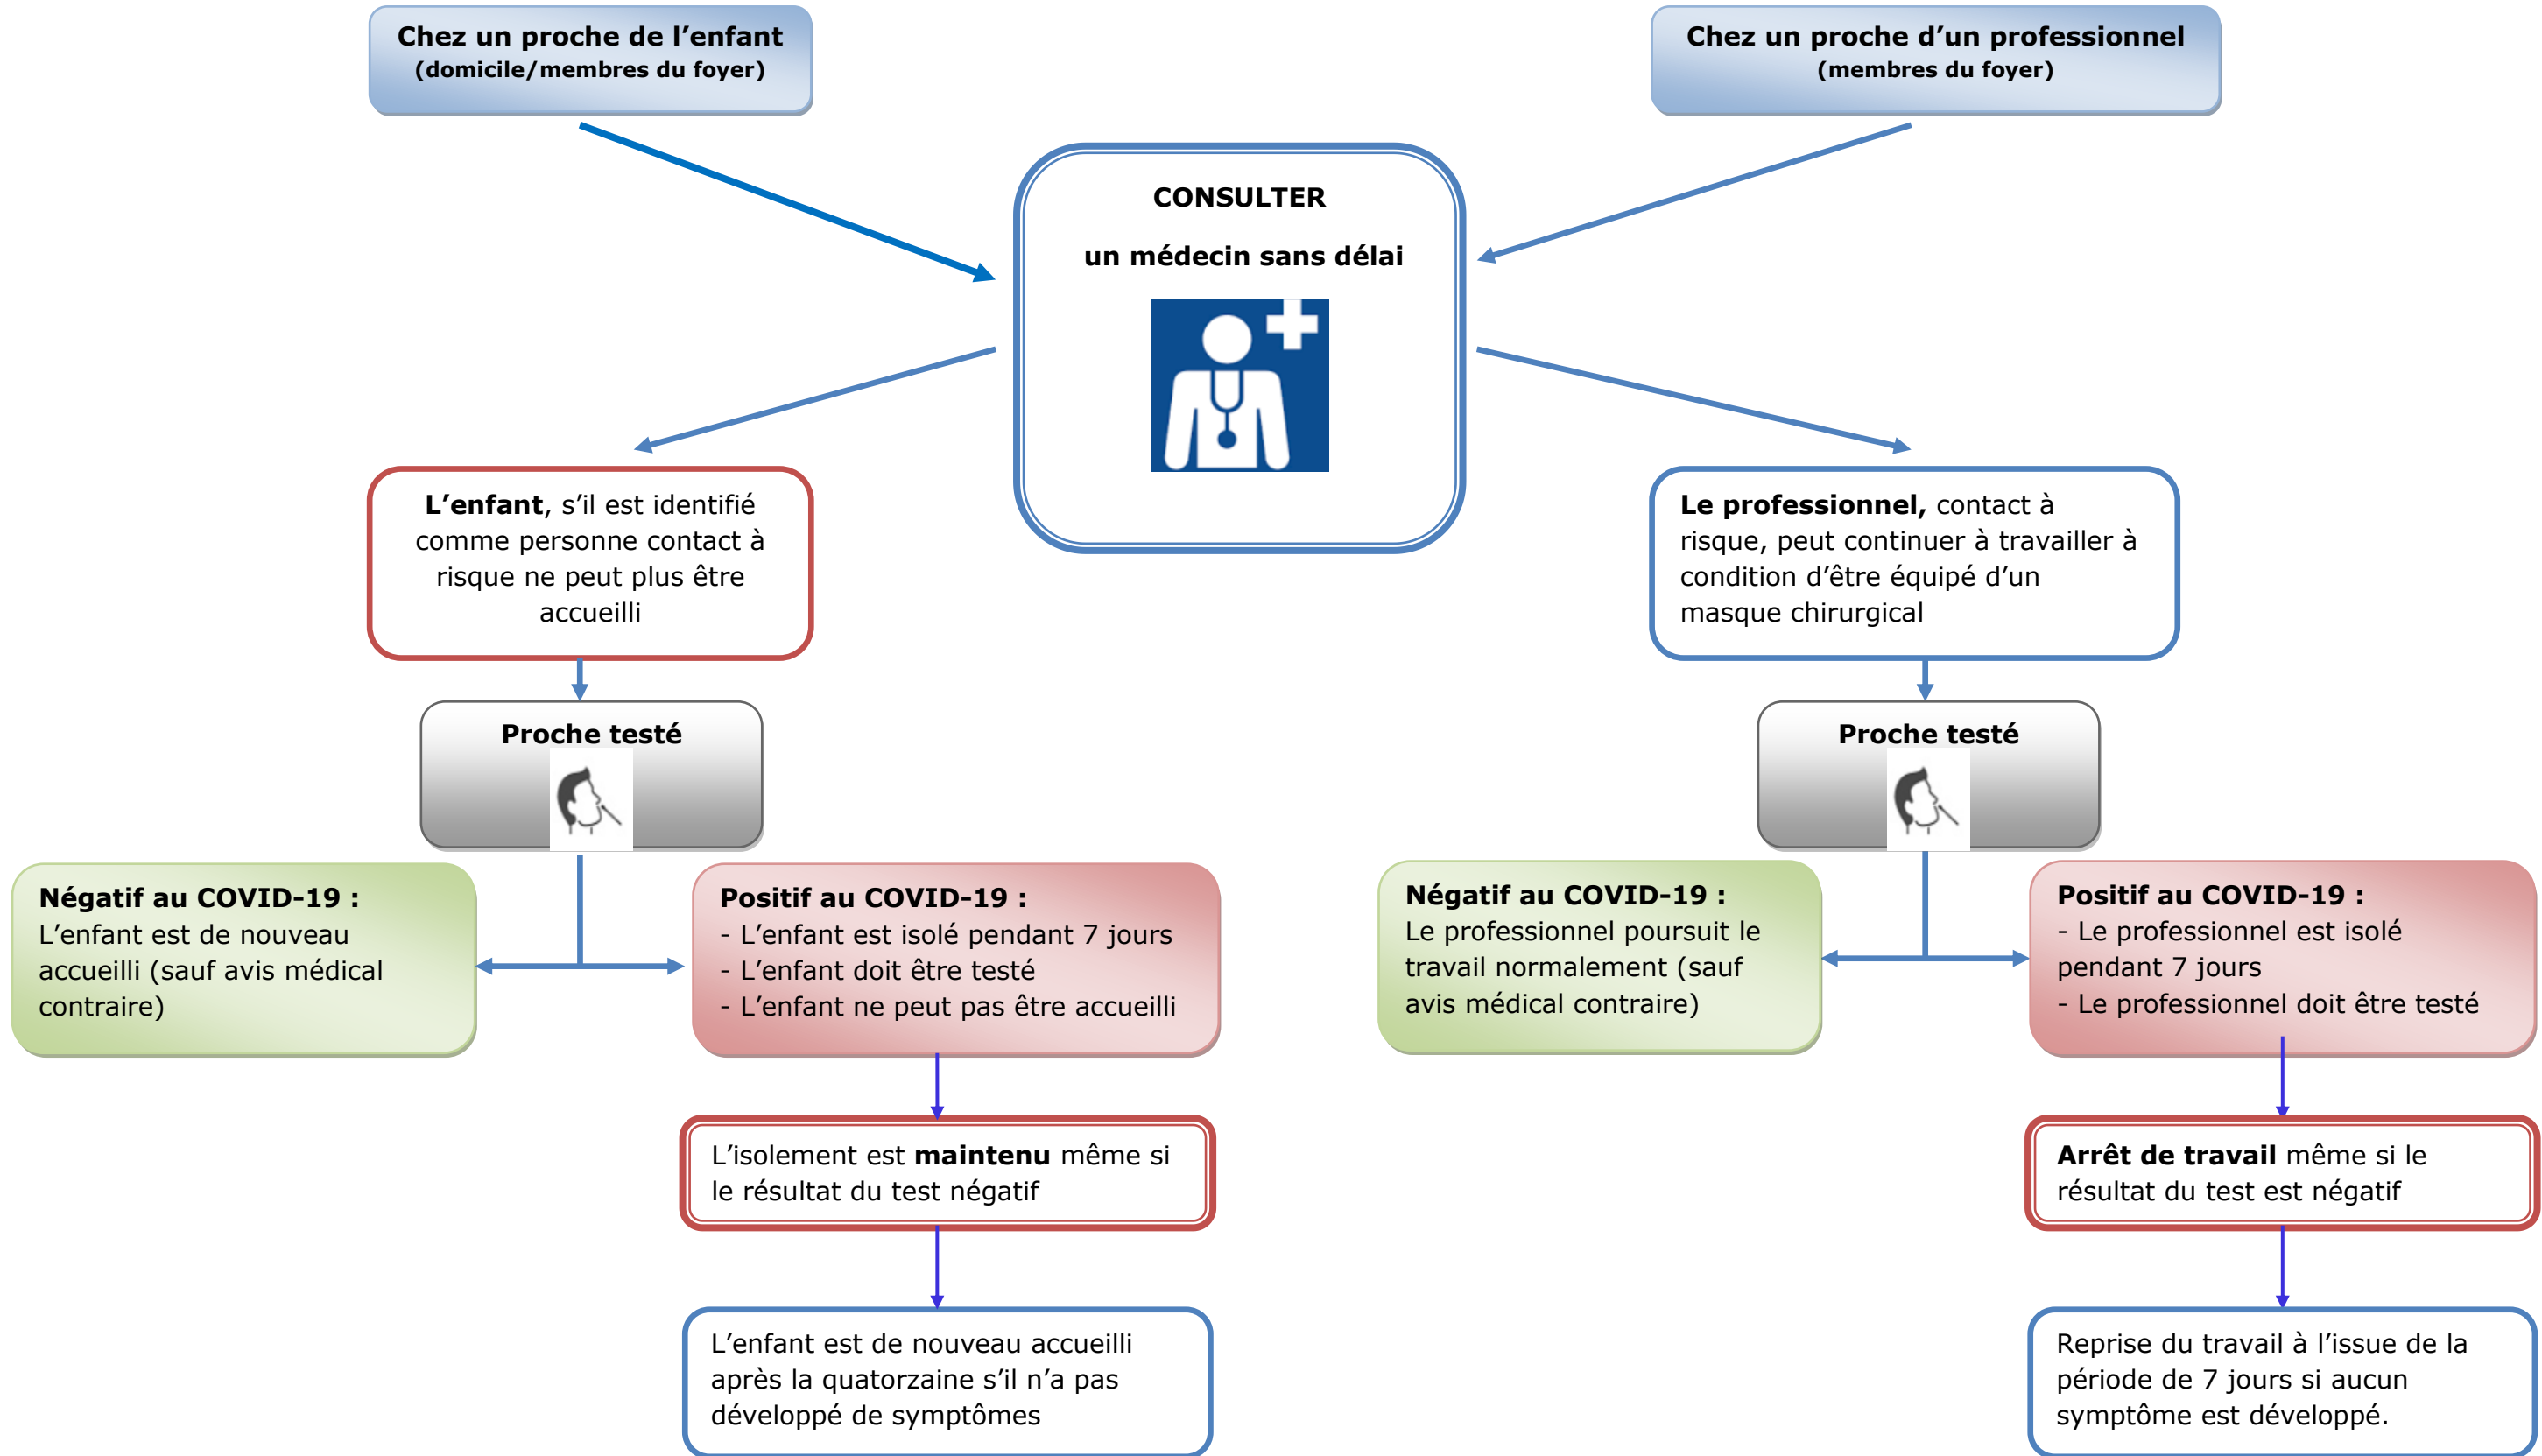 Chez un proche de l’enfant
(domicile/membres du foyer)
Chez un proche d’un professionnel
(membres du foyer)
CONSULTER
un médecin sans délai
L’enfant, s’il est identifié
comme personne contact à
risque ne peut plus être
accueilli
Le professionnel, contact à
risque, peut continuer à travailler à
condition d’être équipé d’un
masque chirurgical
Proche testé
Proche testé
Négatif au COVID-19 :
L’enfant est de nouveau
accueilli (sauf avis médical
contraire)
Positif au COVID-19 :
- L’enfant est isolé pendant 7 jours
- L’enfant doit être testé
- L’enfant ne peut pas être accueilli
Négatif au COVID-19 :
Le professionnel poursuit le
travail normalement (sauf
avis médical contraire)
Positif au COVID-19 :
- Le professionnel est isolé
pendant 7 jours
- Le professionnel doit être testé
L’isolement est maintenu même si
le résultat du test négatif
Arrêt de travail même si le
résultat du test est négatif
L’enfant est de nouveau accueilli
après la quatorzaine s’il n’a pas
développé de symptômes
Reprise du travail à l’issue de la
période de 7 jours si aucun
symptôme est développé.